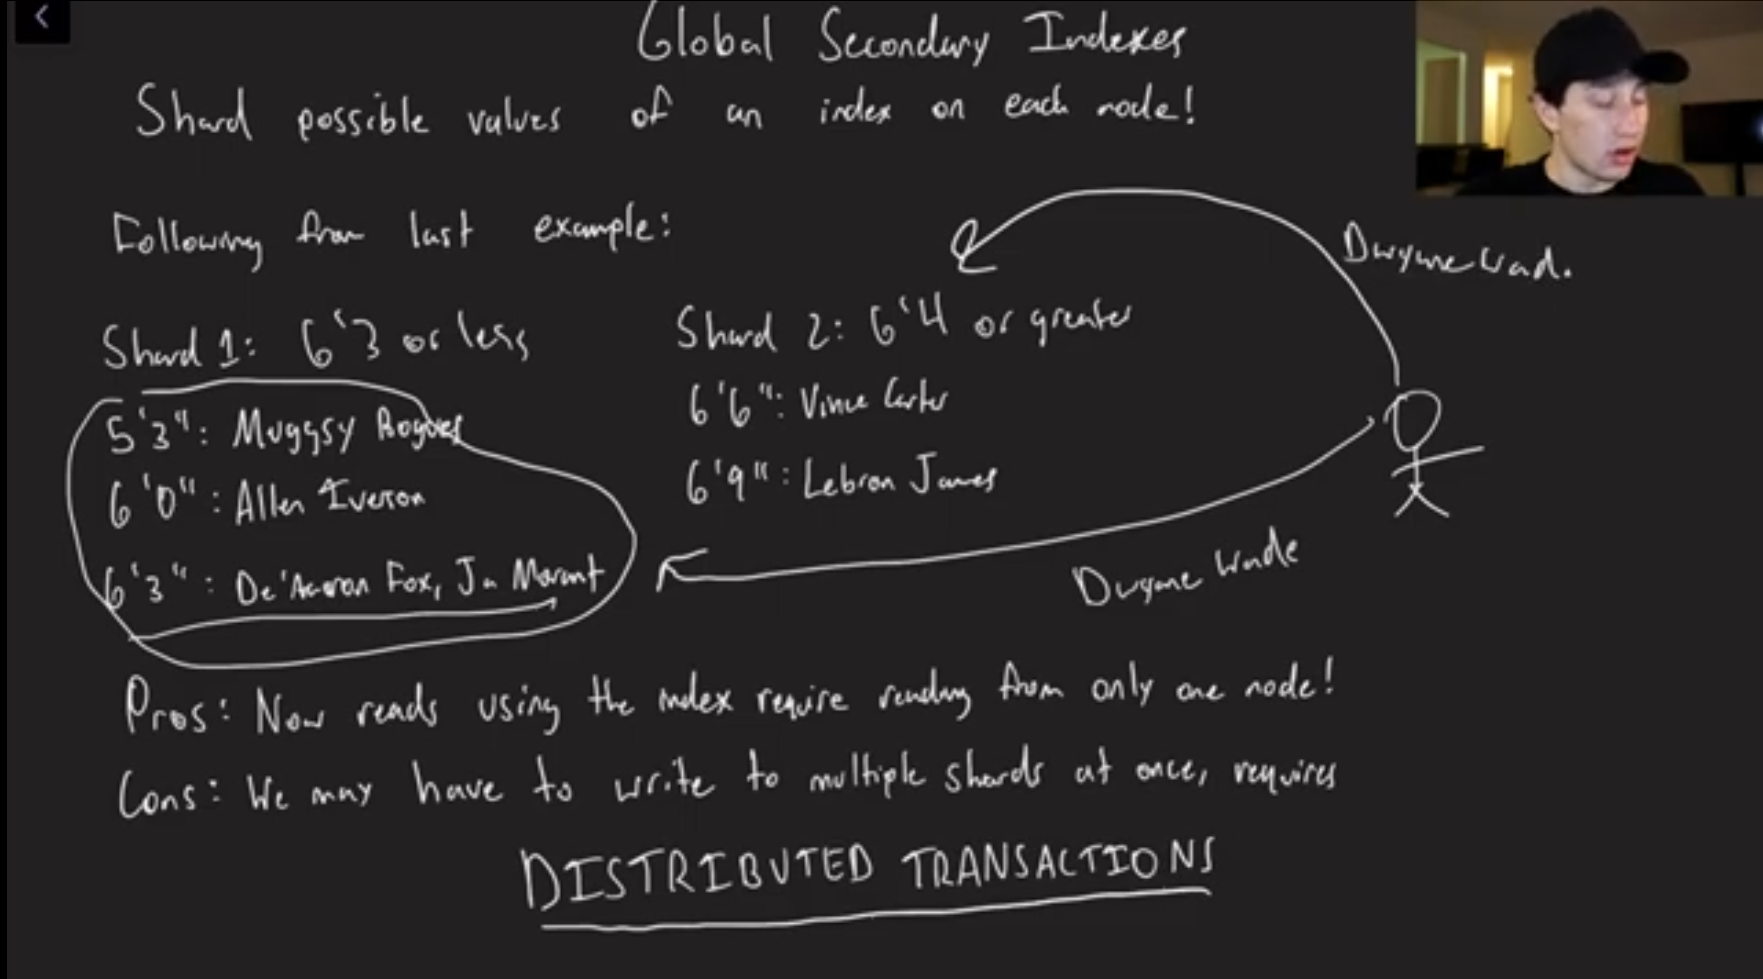 Global Secondary Indexes
Shard possible values of an index on each node!
Following from last example:
Dwyane Wad.
Shard 1: 6'3 or less
Shard 2: 6'4 or greater
5'3": Muggsy Bogues
6'6": Vince Carter
6'0": Allen Iverson
6'9": Lebron James
6'3": De'Aaron Fox, Ja Morant
Dwyane Wade
Pros: Now reads using the index require reading from only one node!
Cons: We may have to write to multiple shards at once, requires
DISTRIBUTED TRANSACTIONS